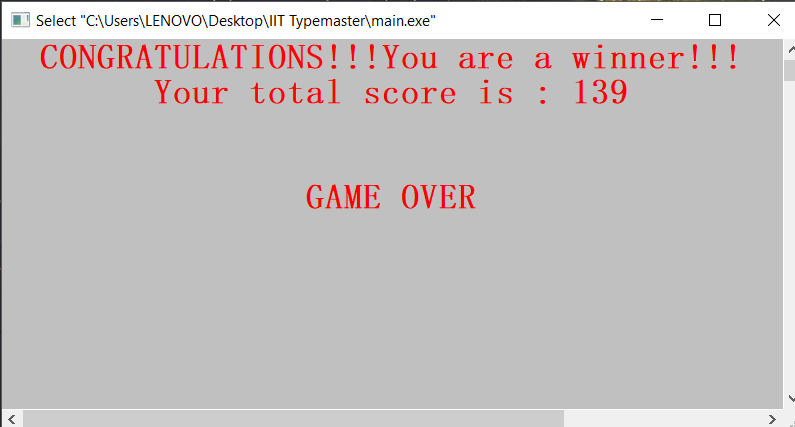 Select "C:\Users\LENOVO\Desktop\IIT Typemaster\main.exe"
CONGRATULATIONS!!!You are a winner!!!
Your total score is : 139
GAME OVER